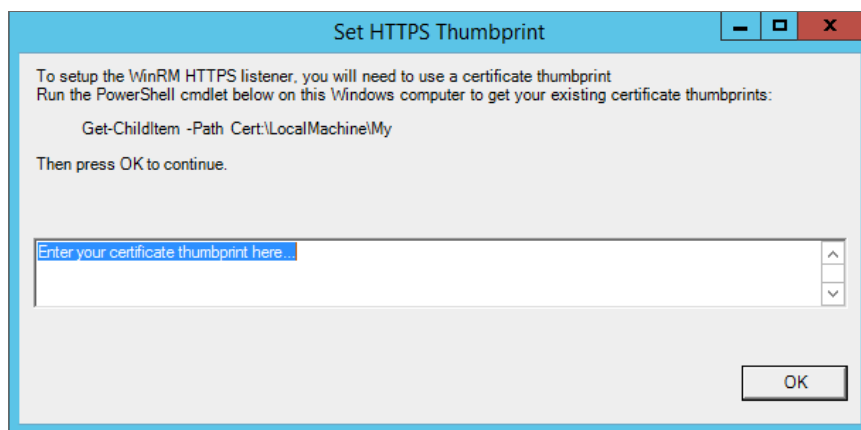 Set HTTPS Thumbprint
To setup the WinRM HTTPS listener, you will need to use a certificate thumbprint
Run the PowerShell cmdlet below on this Windows computer to get your existing certificate thumbprints:
Get-ChildItem -Path Cert:\LocalMachine\My
Then press OK to continue.
Enter your certificate thumbprint here...
OK